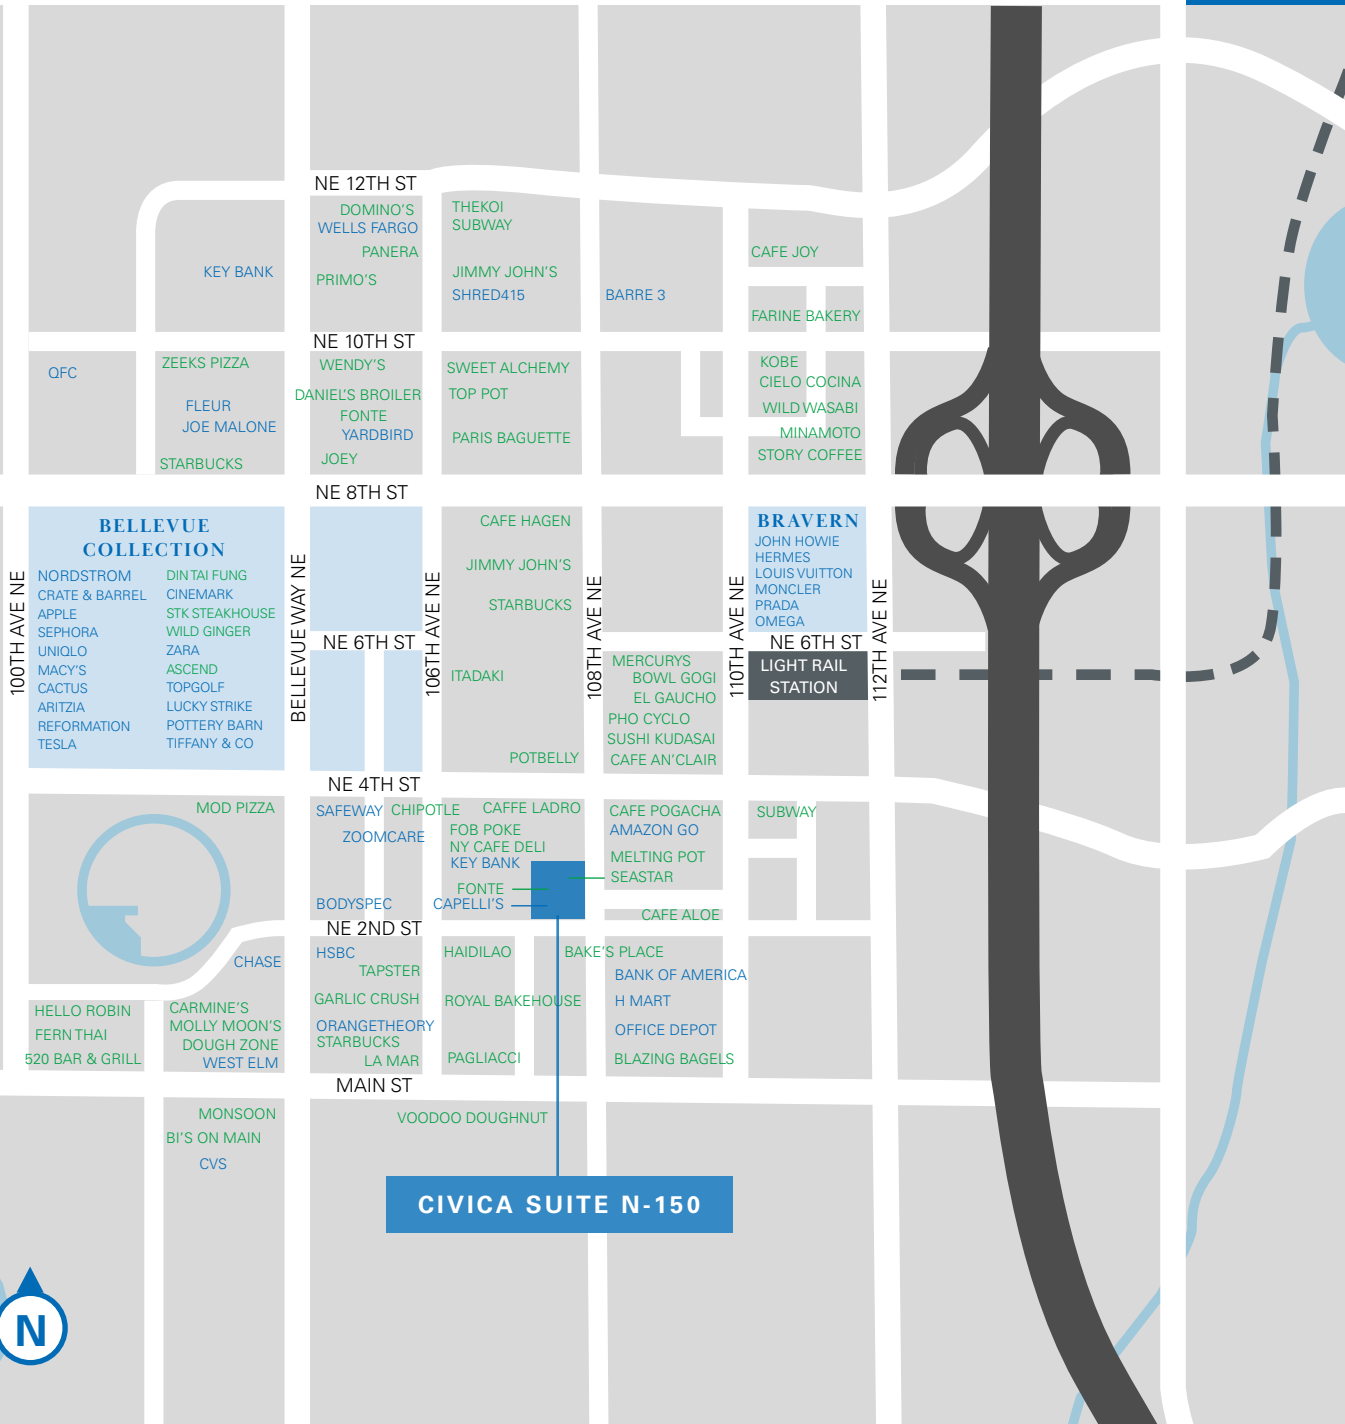 NE 12TH ST
DOMINO'S
WELLS FARGO
PANERA
PRIMO'S
THEKOI
SUBWAY
JIMMY JOHN'S
SHRED415
KEY BANK
BARRE 3
CAFE JOY
FARINE BAKERY
NE 10TH ST
QFC
ZEEKS PIZZA
FLEUR
JOE MALONE
STARBUCKS
WENDY'S
DANIEL'S BROILER
FONTE
YARDBIRD
JOEY
SWEET ALCHEMY
TOP POT
PARIS BAGUETTE
KOBE
CIELO COCINA
WILD WASABI
MINAMOTO
STORY COFFEE
NE 8TH ST
BELLEVUE
COLLECTION
NORDSTROM
CRATE & BARREL
APPLE
SEPHORA
UNIQLO
MACY'S
CACTUS
ARITZIA
REFORMATION
TESLA
DIN TAI FUNG
CINEMARK
STK STEAKHOUSE
WILD GINGER
ZARA
ASCEND
TOPGOLF
LUCKY STRIKE
POTTERY BARN
TIFFANY & CO
100TH AVE NE
BELLEVUE WAY NE
106TH AVE NE
108TH AVE NE
110TH AVE NE
112TH AVE NE
CAFE HAGEN
JIMMY JOHN'S
STARBUCKS
ITADAKI
POTBELLY
BRAVERN
JOHN HOWIE
HERMES
LOUIS VUITTON
MONCLER
PRADA
OMEGA
NE 6TH ST
NE 6TH ST
LIGHT RAIL
STATION
MERCURYS
BOWL GOGI
EL GAUCHO
PHO CYCLO
SUSHI KUDASAI
CAFE AN'CLAIR
NE 4TH ST
MOD PIZZA
SAFEWAY
CHIPOTLE
ZOOMCARE
BODYSPEC
CAFFE LADRO
FOB POKE
NY CAFE DELI
KEY BANK
FONTE
CAPELLI'S
CAFE POGACHA
AMAZON GO
MELTING POT
SEASTAR
CAFE ALOE
SUBWAY
NE 2ND ST
CHASE
HSBC
TAPSTER
GARLIC CRUSH
ORANGETHEORY
STARBUCKS
LA MAR
HAIDILAO
ROYAL BAKEHOUSE
PAGLIACCI
BAKE'S PLACE
BANK OF AMERICA
H MART
OFFICE DEPOT
BLAZING BAGELS
HELLO ROBIN
FERN THAI
520 BAR & GRILL
CARMINE'S
MOLLY MOON'S
DOUGH ZONE
WEST ELM
MAIN ST
MONSOON
BI'S ON MAIN
CVS
VOODOO DOUGHNUT
CIVICA SUITE N-150
N